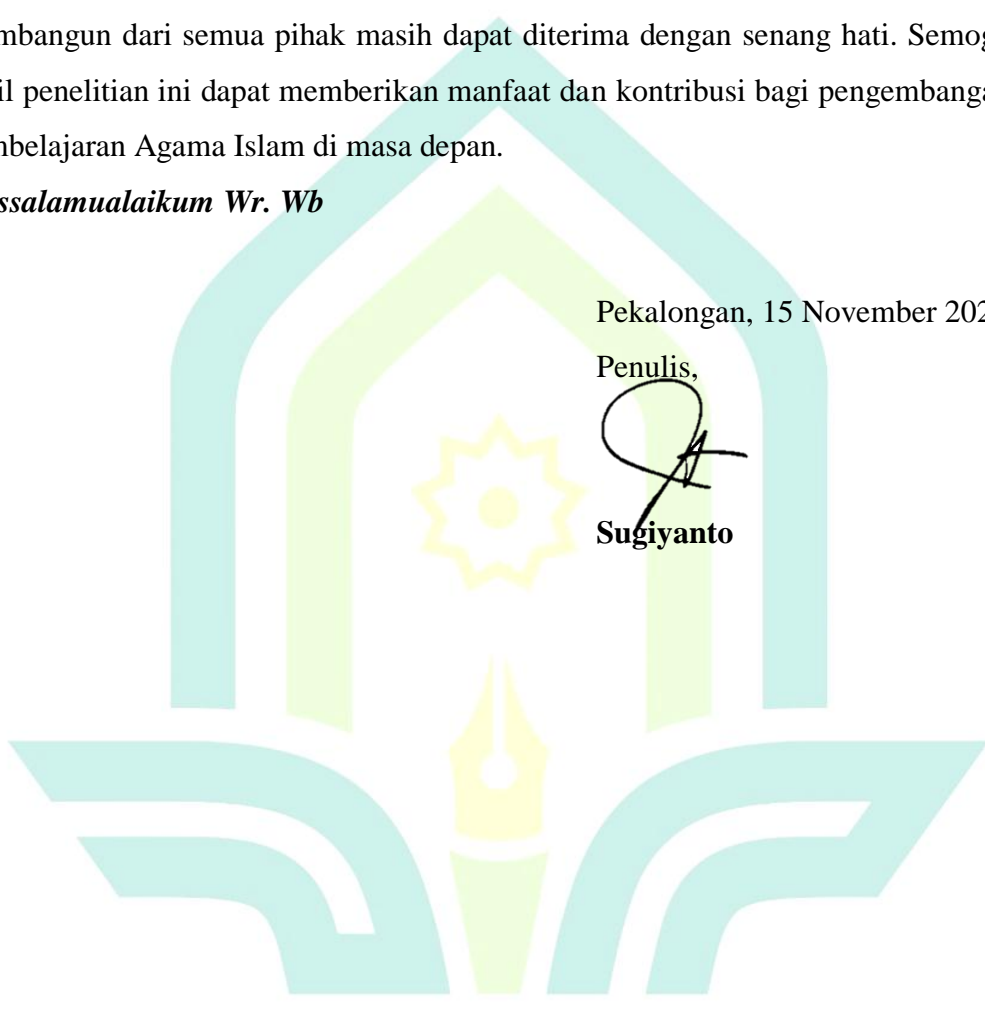 mbangun dari semua pihak masih dapat diterima dengan senang hati. Semog
il penelitian ini dapat memberikan manfaat dan kontribusi bagi pengembanga
nbelajaran Agama Islam di masa depan.
ssalamualaikum Wr. Wb
Pekalongan, 15 November 202
Penulis,
Sugiyanto